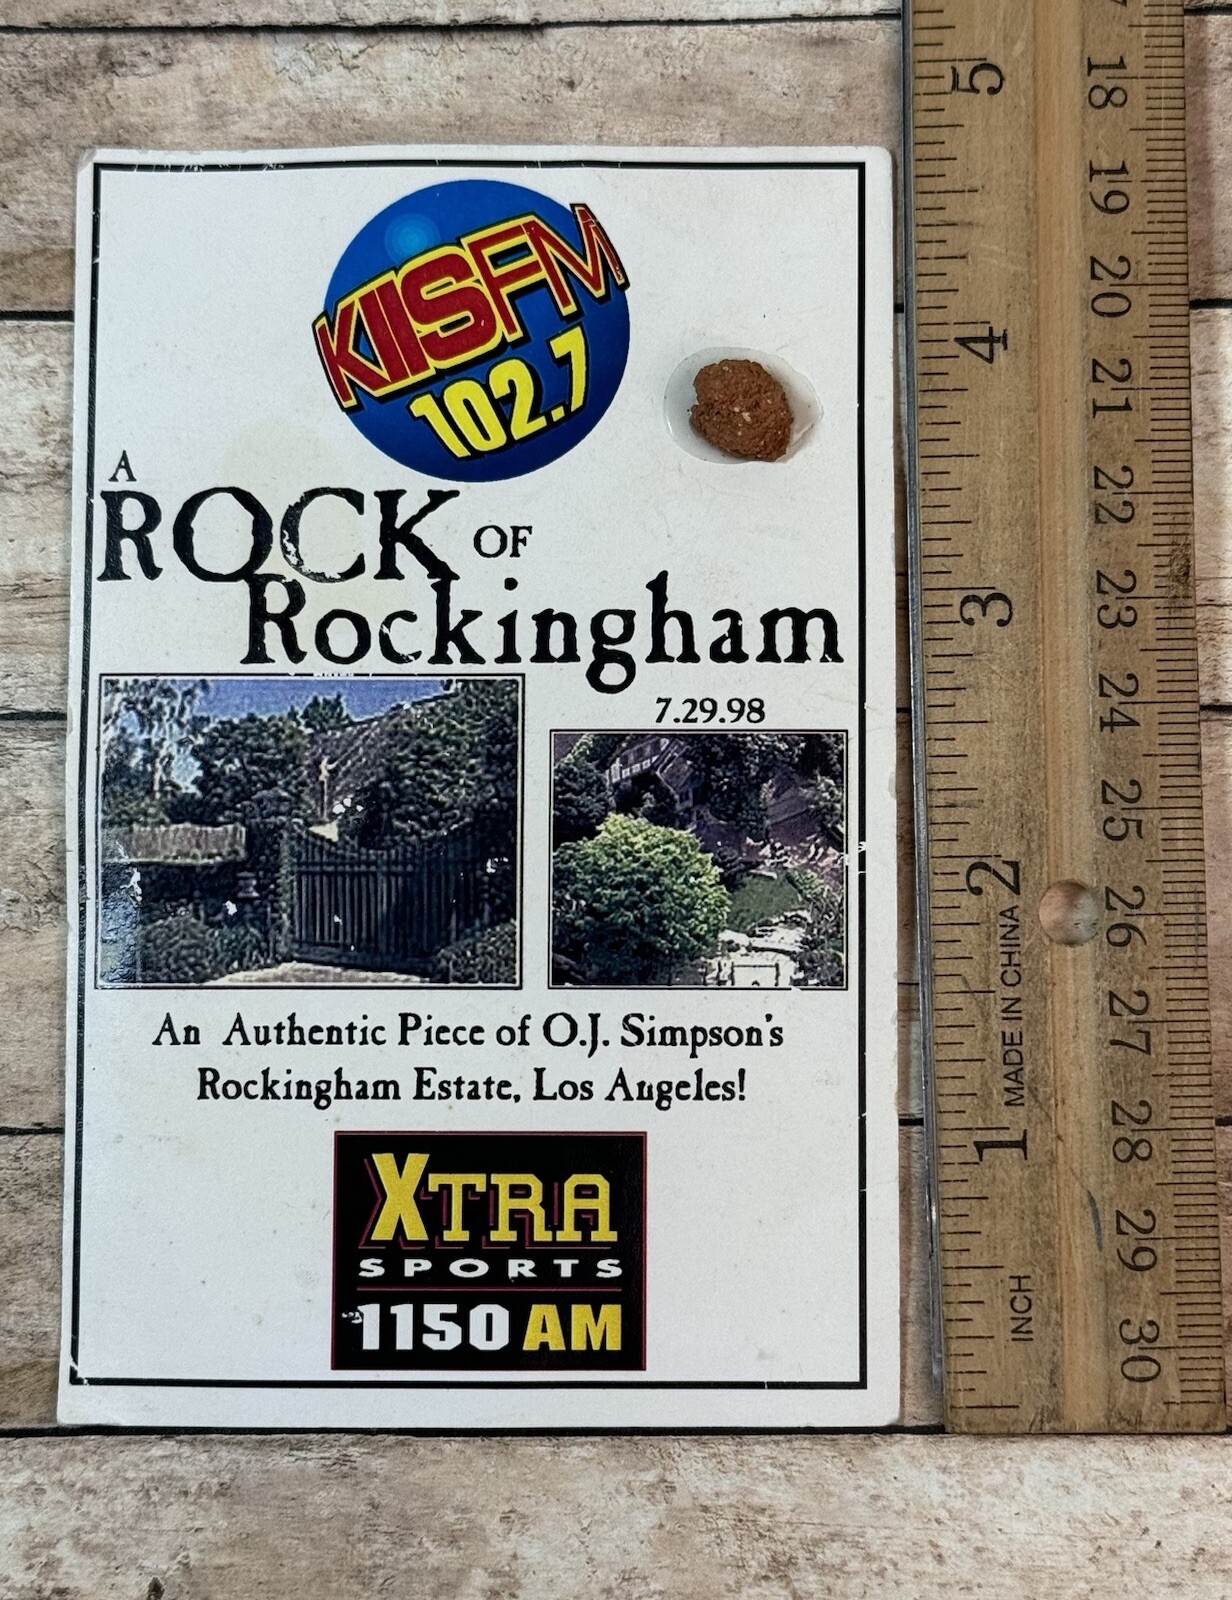 KIISFM
102.7
A
ROCK OF
Rockingham
7.29.98
An Authentic Piece of O.J. Simpson's
Rockingham Estate, Los Angeles!
XTRA
SPORTS
1150 AM
5
4
3
2
1
MADE IN CHINA
INCH
18
19
20
21
22
23
24
25
26
27
28
29
30